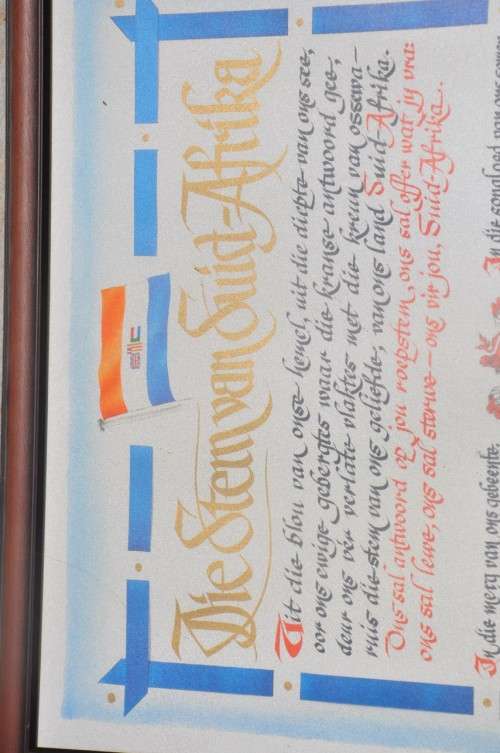 Die Stem van Suid-Afrika
Uit die blou van onse hemel, uit die diepte van ons see,
oor ons ewige gebergtes waar die kranse antwoord gee,
deur ons vér verlate vlaktes met die kreun van ossewa—
ruis die stem van ons geliefde, van ons land Suid-Afrika.
Ons sal antwoord op jou roepstem, ons sal offer wat jy vra:
ons sal lewe, ons sal sterwe — ons vir jou, Suid-Afrika.
In die merg van ons gebeente,
In die songloed van ons